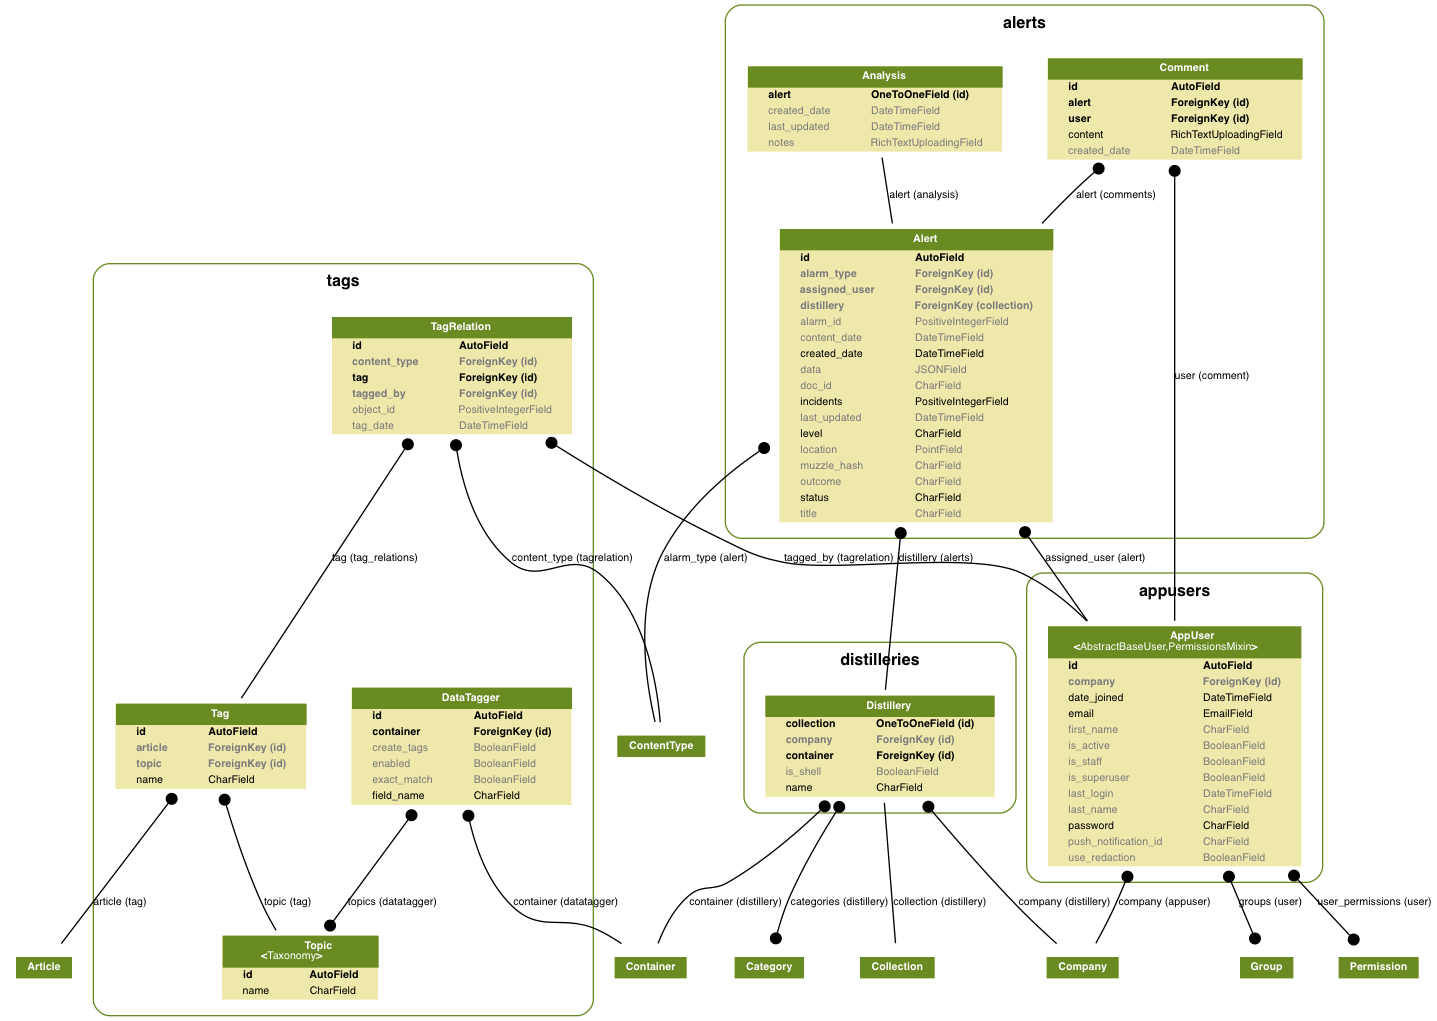 alerts
Analysis
alert OneToOneField (id)
created_date DateTimeField
last_updated DateTimeField
notes RichTextUploadingField
Comment
id AutoField
alert ForeignKey (id)
user ForeignKey (id)
content RichTextUploadingField
created_date DateTimeField
alert (analysis)
alert (comments)
Alert
id AutoField
alarm_type ForeignKey (id)
assigned_user ForeignKey (id)
distillery ForeignKey (collection)
alarm_id PositiveIntegerField
content_date DateTimeField
created_date DateTimeField
data JSONField
doc_id CharField
incidents PositiveIntegerField
last_updated DateTimeField
level CharField
location PointField
muzzle_hash CharField
outcome CharField
status CharField
title CharField
user (comment)
tags
TagRelation
id AutoField
content_type ForeignKey (id)
tag ForeignKey (id)
tagged_by ForeignKey (id)
object_id PositiveIntegerField
tag_date DateTimeField
tag (tag_relations)
content_type (tagrelation)
alarm_type (alert)
tagged_by (tagrelation)
distillery (alerts)
assigned_user (alert)
appusers
AppUser
<AbstractBaseUser,PermissionsMixin>
id AutoField
company ForeignKey (id)
date_joined DateTimeField
email EmailField
first_name CharField
is_active BooleanField
is_staff BooleanField
is_superuser BooleanField
last_login DateTimeField
last_name CharField
password CharField
push_notification_id CharField
use_redaction BooleanField
distilleries
Distillery
collection OneToOneField (id)
company ForeignKey (id)
container ForeignKey (id)
is_shell BooleanField
name CharField
Tag
id AutoField
article ForeignKey (id)
topic ForeignKey (id)
name CharField
DataTagger
id AutoField
container ForeignKey (id)
create_tags BooleanField
enabled BooleanField
exact_match BooleanField
field_name CharField
ContentType
article (tag)
topic (tag)
topics (datatagger)
container (datatagger)
container (distillery)
categories (distillery)
collection (distillery)
company (distillery)
company (appuser)
groups (user)
user_permissions (user)
Topic
<Taxonomy>
id AutoField
name CharField
Article
Container
Category
Collection
Company
Group
Permission